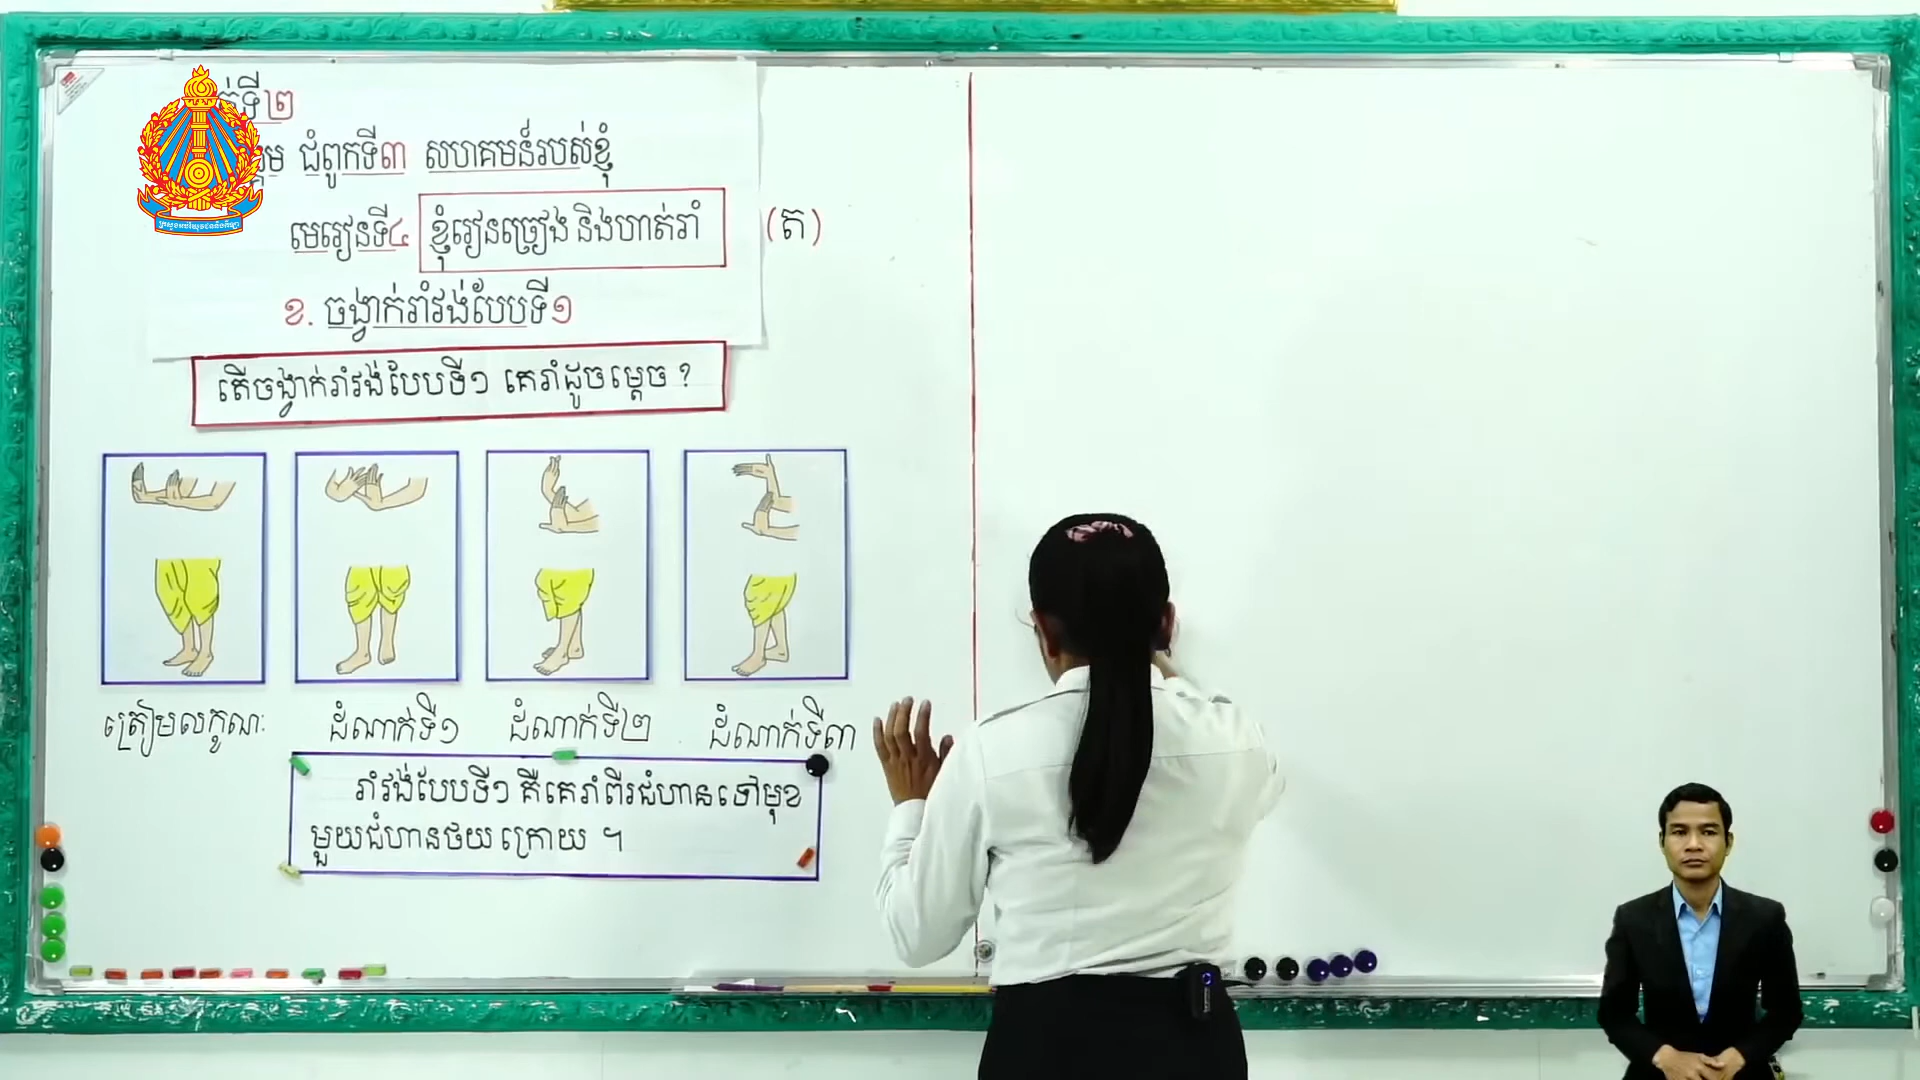 ទី២
ជំពូកទី៣ សហគមន៍របស់ខ្ញុំ
មេរៀនទី៤ ខ្ញុំរៀនច្រៀង និងហាត់រាំ (ត)
ខ. ចង្វាក់រាំវង់បែបទី១
តើចង្វាក់រាំវង់បែបទី១ គេរាំដូចម្តេច ?
ត្រៀមលក្ខណៈ ដំណាក់ទី១ ដំណាក់ទី២ ដំណាក់ទី៣
រាំវង់បែបទី១ គឺគេរាំពីរជំហានទៅមុខ
មួយជំហានថយក្រោយ ។